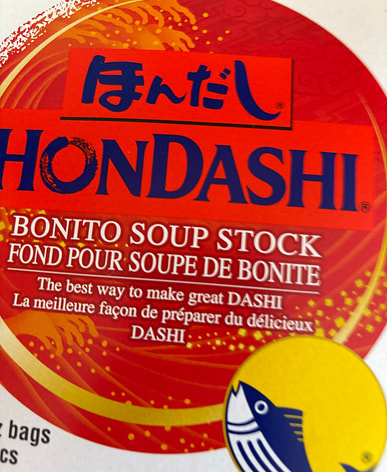 ほんだし®
HONDASHI®
BONITO SOUP STOCK
FOND POUR SOUPE DE BONITE
The best way to make great DASHI
La meilleure façon de préparer du délicieux
DASHI
bags
cs
®